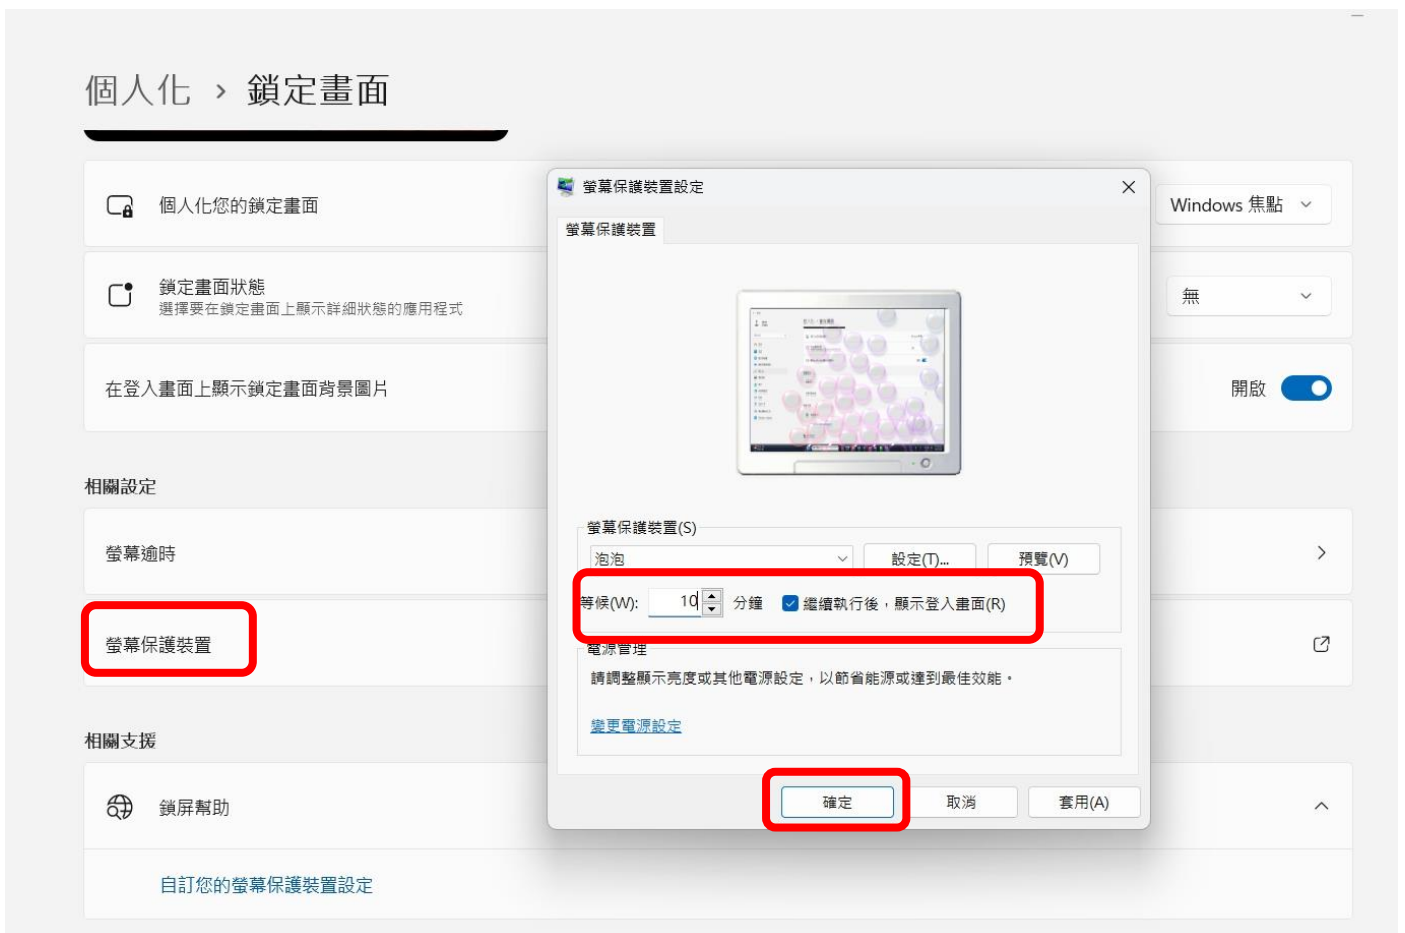 個人化 › 鎖定畫面
個人化您的鎖定畫面
Windows 焦點
鎖定畫面狀態
選擇要在鎖定畫面上顯示詳細狀態的應用程式
無
在登入畫面上顯示鎖定畫面背景圖片
開啟
相關設定
螢幕逾時
螢幕保護裝置
相關支援
鎖屏幫助
自訂您的螢幕保護裝置設定
螢幕保護裝置設定
螢幕保護裝置
螢幕保護裝置(S)
泡泡
設定(T)...
預覽(V)
等候(W): 10 分鐘 繼續執行後，顯示登入畫面(R)
電源管理
請調整顯示亮度或其他電源設定，以節省能源或達到最佳效能。
變更電源設定
確定
取消
套用(A)